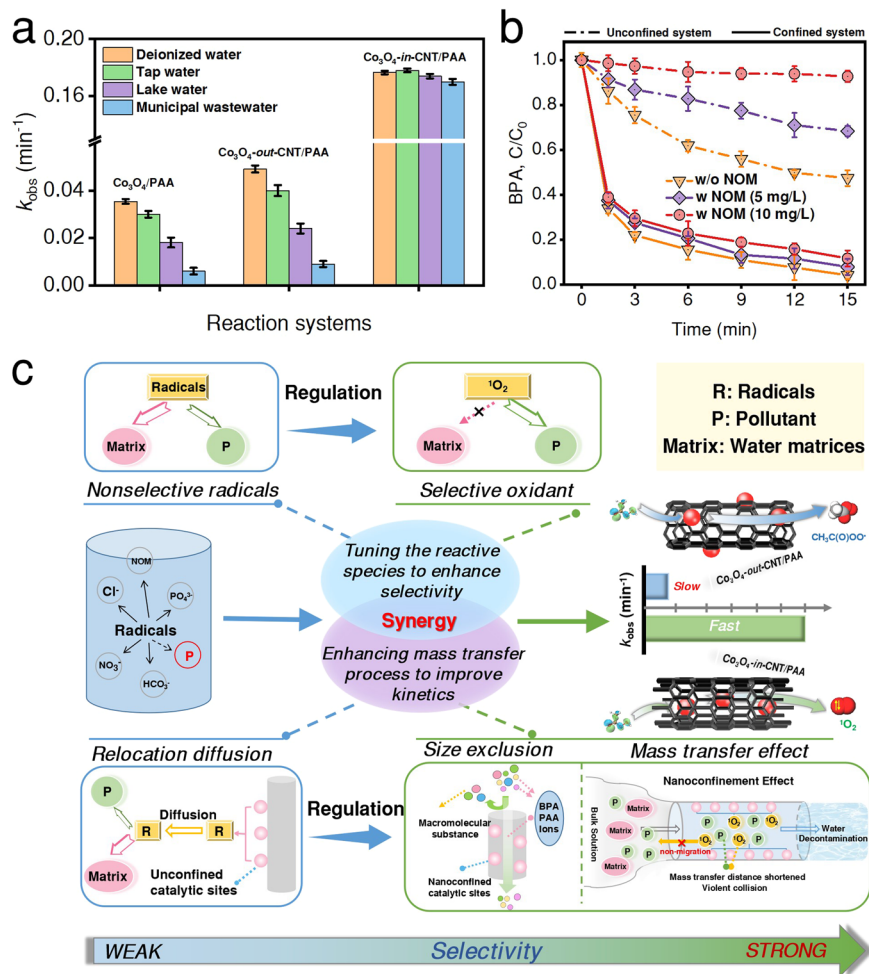 a
0.20
0.16
0.04
0.02
0.00
k_obs (min⁻¹)
Deionized water
Tap water
Lake water
Municipal wastewater
Co₃O₄/PAA
Co₃O₄-out-CNT/PAA
Co₃O₄-in-CNT/PAA
Reaction systems
b
Unconfined system
Confined system
1.0
0.8
0.6
0.4
0.2
0.0
BPA, C/C₀
w/o NOM
w NOM (5 mg/L)
w NOM (10 mg/L)
0 3 6 9 12 15
Time (min)
c
Radicals
Matrix
P
Regulation
¹O₂
Matrix
P
R: Radicals
P: Pollutant
Matrix: Water matrices
Nonselective radicals
Selective oxidant
NOM
Cl⁻
PO₄³⁻
Radicals
P
NO₃⁻
HCO₃⁻
Tuning the reactive
species to enhance
selectivity
Synergy
Enhancing mass transfer
process to improve
kinetics
CH₃C(O)OO•
Co₃O₄-out-CNT/PAA
k_obs (min⁻¹)
Slow
Fast
Co₃O₄-in-CNT/PAA
¹O₂
Relocation diffusion
Size exclusion
Mass transfer effect
P
Diffusion
R
R
Matrix
Unconfined
catalytic sites
Regulation
Macromolecular
substance
BPA
PAA
Ions
Nanoconfined
catalytic sites
Nanoconfinement Effect
Bulk Solution
P
Matrix
P
Matrix
P
P
P
Matrix
P
¹O₂
P
¹O₂
¹O₂
P
¹O₂
P
non-migration
Water
Decontamination
Mass transfer distance shortened
Violent collision
WEAK
Selectivity
STRONG